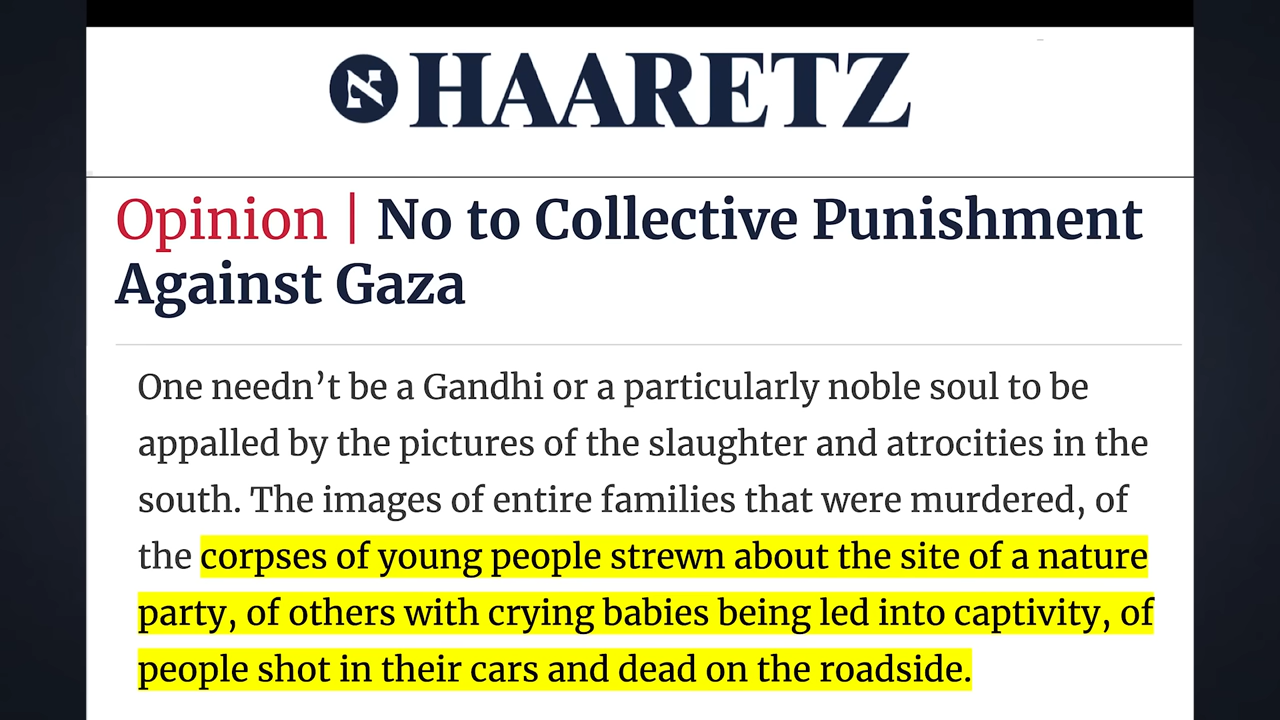 א HAARETZ
Opinion | No to Collective Punishment
Against Gaza
One needn’t be a Gandhi or a particularly noble soul to be
appalled by the pictures of the slaughter and atrocities in the
south. The images of entire families that were murdered, of
the corpses of young people strewn about the site of a nature
party, of others with crying babies being led into captivity, of
people shot in their cars and dead on the roadside.